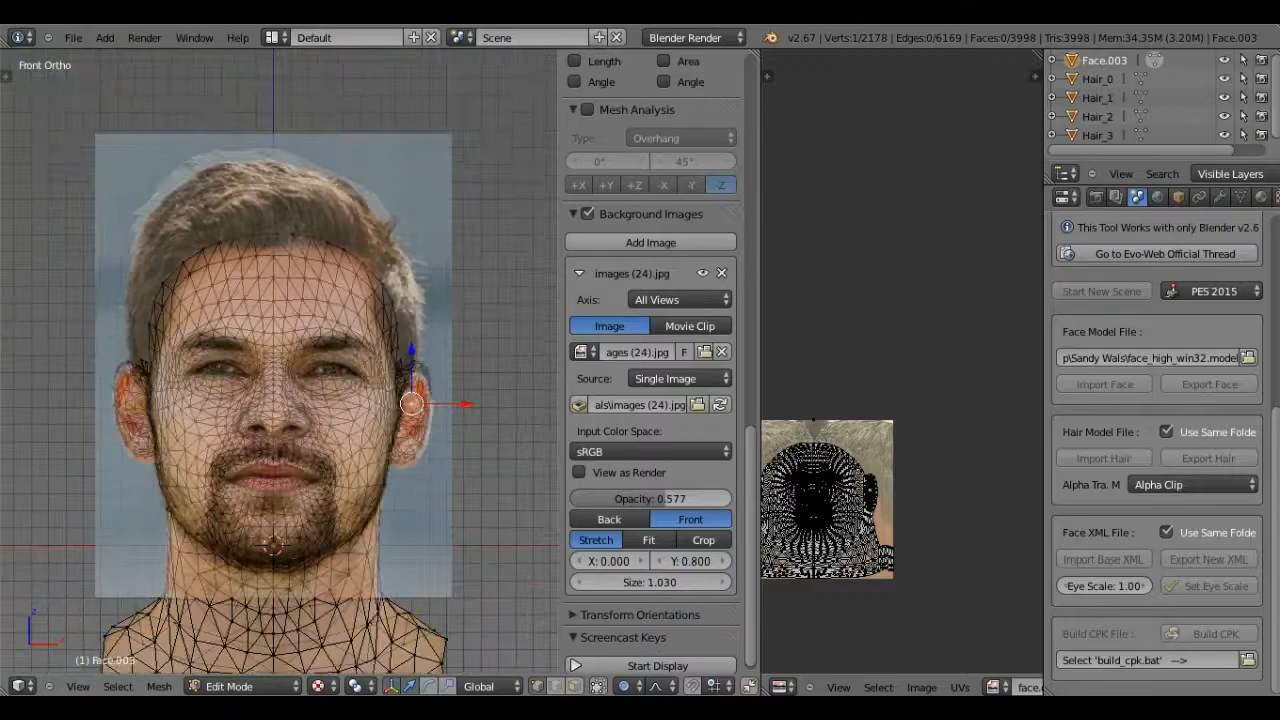 File Add Render Window Help Default Scene Blender Render v2.67 | Verts:1/2178 | Edges:0/6169 | Faces:0/3998 | Tris:3998 | Mem:34.35M (3.20M) | Face.003
Front Ortho
Length Area
Angle Angle
Mesh Analysis
Type: Overhang
0° 45°
+X +Y +Z -X -Y -Z
Background Images
Add Image
images (24).jpg
Axis: All Views
Image Movie Clip
ages (24).jpg F
Source: Single Image
als\images (24).jpg
Input Color Space:
sRGB
View as Render
Opacity: 0.577
Back Front
Stretch Fit Crop
X: 0.000 Y: 0.800
Size: 1.030
Transform Orientations
Screencast Keys
Start Display
z
x
(1) Face.003
View Select Mesh Edit Mode Global
View Select Image UVs face.
Face.003
Hair_0
Hair_1
Hair_2
Hair_3
View Search Visible Layers
This Tool Works with only Blender v2.6
Go to Evo-Web Official Thread
Start New Scene PES 2015
Face Model File:
p\Sandy Wals\face_high_win32.model
Import Face Export Face
Hair Model File: Use Same Folde
Import Hair Export Hair
Alpha Tra. M Alpha Clip
Face XML File: Use Same Folde
Import Base XML Export New XML
Eye Scale: 1.00 Set Eye Scale
Build CPK File: Build CPK
Select 'build_cpk.bat' -->